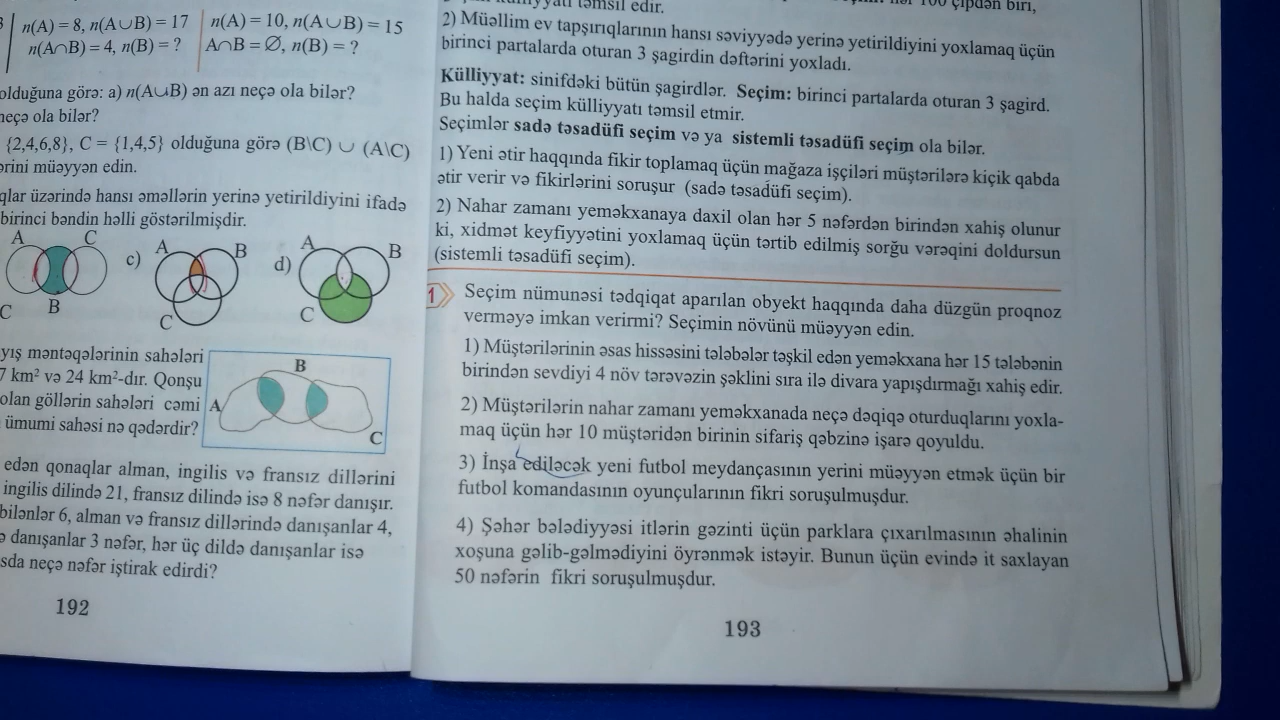 n(A) = 8, n(A∪B) = 17
n(A∩B) = 4, n(B) = ?
n(A) = 10, n(A∪B) = 15
A∩B = ∅, n(B) = ?
olduğuna görə: a) n(A∪B) ən azı neçə ola bilər?
neçə ola bilər?
{2,4,6,8}, C = {1,4,5} olduğuna görə (B\C) ∪ (A\C)
müəyyən edin.
üzərində hansı əməllərin yerinə yetirildiyini ifadə
birinci bəndin həlli göstərilmişdir.
A C
C B
c) A B
C
d) A B
C
məntəqələrinin sahələri
7 km² və 24 km²-dır. Qonşu
olan göllərin sahələri cəmi
ümumi sahəsi nə qədərdir?
B
A
C
edən qonaqlar alman, ingilis və fransız dillərini
ingilis dilində 21, fransız dilində isə 8 nəfər danışır.
bilənlər 6, alman və fransız dillərində danışanlar 4,
danışanlar 3 nəfər, hər üç dildə danışanlar isə
neçə nəfər iştirak edirdi?
192
təmsil edir.
hər 100 çipdən biri,
2) Müəllim ev tapşırıqlarının hansı səviyyədə yerinə yetirildiyini yoxlamaq üçün
birinci partalarda oturan 3 şagirdin dəftərini yoxladı.
Külliyyat: sinifdəki bütün şagirdlər. Seçim: birinci partalarda oturan 3 şagird.
Bu halda seçim külliyyatı təmsil etmir.
Seçimlər sadə təsadüfi seçim və ya sistemli təsadüfi seçim ola bilər.
1) Yeni ətir haqqında fikir toplamaq üçün mağaza işçiləri müştərilərə kiçik qabda
ətir verir və fikirlərini soruşur (sadə təsadüfi seçim).
2) Nahar zamanı yeməkxanaya daxil olan hər 5 nəfərdən birindən xahiş olunur
ki, xidmət keyfiyyətini yoxlamaq üçün tərtib edilmiş sorğu vərəqini doldursun
(sistemli təsadüfi seçim).
1 Seçim nümunəsi tədqiqat aparılan obyekt haqqında daha düzgün proqnoz
verməyə imkan verirmi? Seçimin növünü müəyyən edin.
1) Müştərilərinin əsas hissəsini tələbələr təşkil edən yeməkxana hər 15 tələbənin
birindən sevdiyi 4 növ tərəvəzin şəklini sıra ilə divara yapışdırmağı xahiş edir.
2) Müştərilərin nahar zamanı yeməkxanada neçə dəqiqə oturduqlarını yoxla-
maq üçün hər 10 müştəridən birinin sifariş qəbzinə işarə qoyuldu.
3) İnşa ediləcək yeni futbol meydançasının yerini müəyyən etmək üçün bir
futbol komandasının oyunçularının fikri soruşulmuşdur.
4) Şəhər bələdiyyəsi itlərin gəzinti üçün parklara çıxarılmasının əhalinin
xoşuna gəlib-gəlmədiyini öyrənmək istəyir. Bunun üçün evində it saxlayan
50 nəfərin fikri soruşulmuşdur.
193